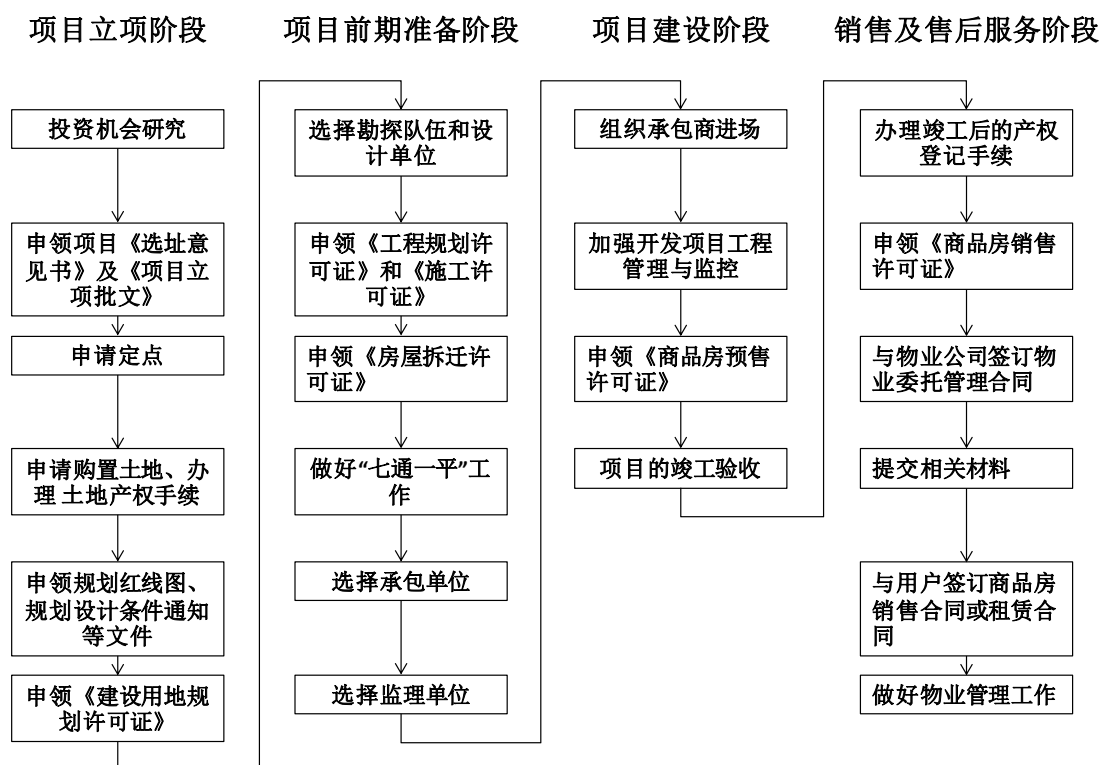 项目立项阶段
项目前期准备阶段
项目建设阶段
销售及售后服务阶段
投资机会研究
申领项目《选址意
见书》及《项目立
项批文》
申请定点
申请购置土地、办
理 土地产权手续
申领规划红线图、
规划设计条件通知
等文件
申领《建设用地规
划许可证》
选择勘探队伍和设
计单位
申领《工程规划许
可证》和《施工许
可证》
申领《房屋拆迁许
可证》
做好“七通一平”工
作
选择承包单位
选择监理单位
组织承包商进场
加强开发项目工程
管理与监控
申领《商品房预售
许可证》
项目的竣工验收
办理竣工后的产权
登记手续
申领《商品房销售
许可证》
与物业公司签订物
业委托管理合同
提交相关材料
与用户签订商品房
销售合同或租赁合
同
做好物业管理工作